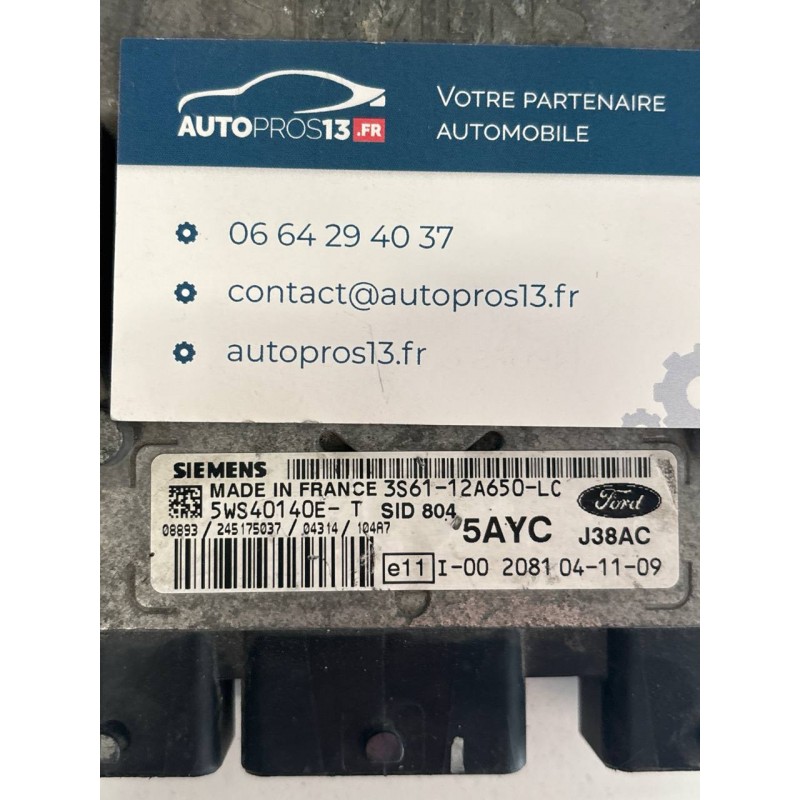 AUTOPROS13.FR
VOTRE PARTENAIRE
AUTOMOBILE
06 64 29 40 37
contact@autopros13.fr
autopros13.fr
SIEMENS
MADE IN FRANCE 3S61-12A650-LC
5WS40140E- T SID 804
Ford
08893 / 245175037 / 04314 / 104A7
5AYC J38AC
e11 I-00 2081 04-11-09